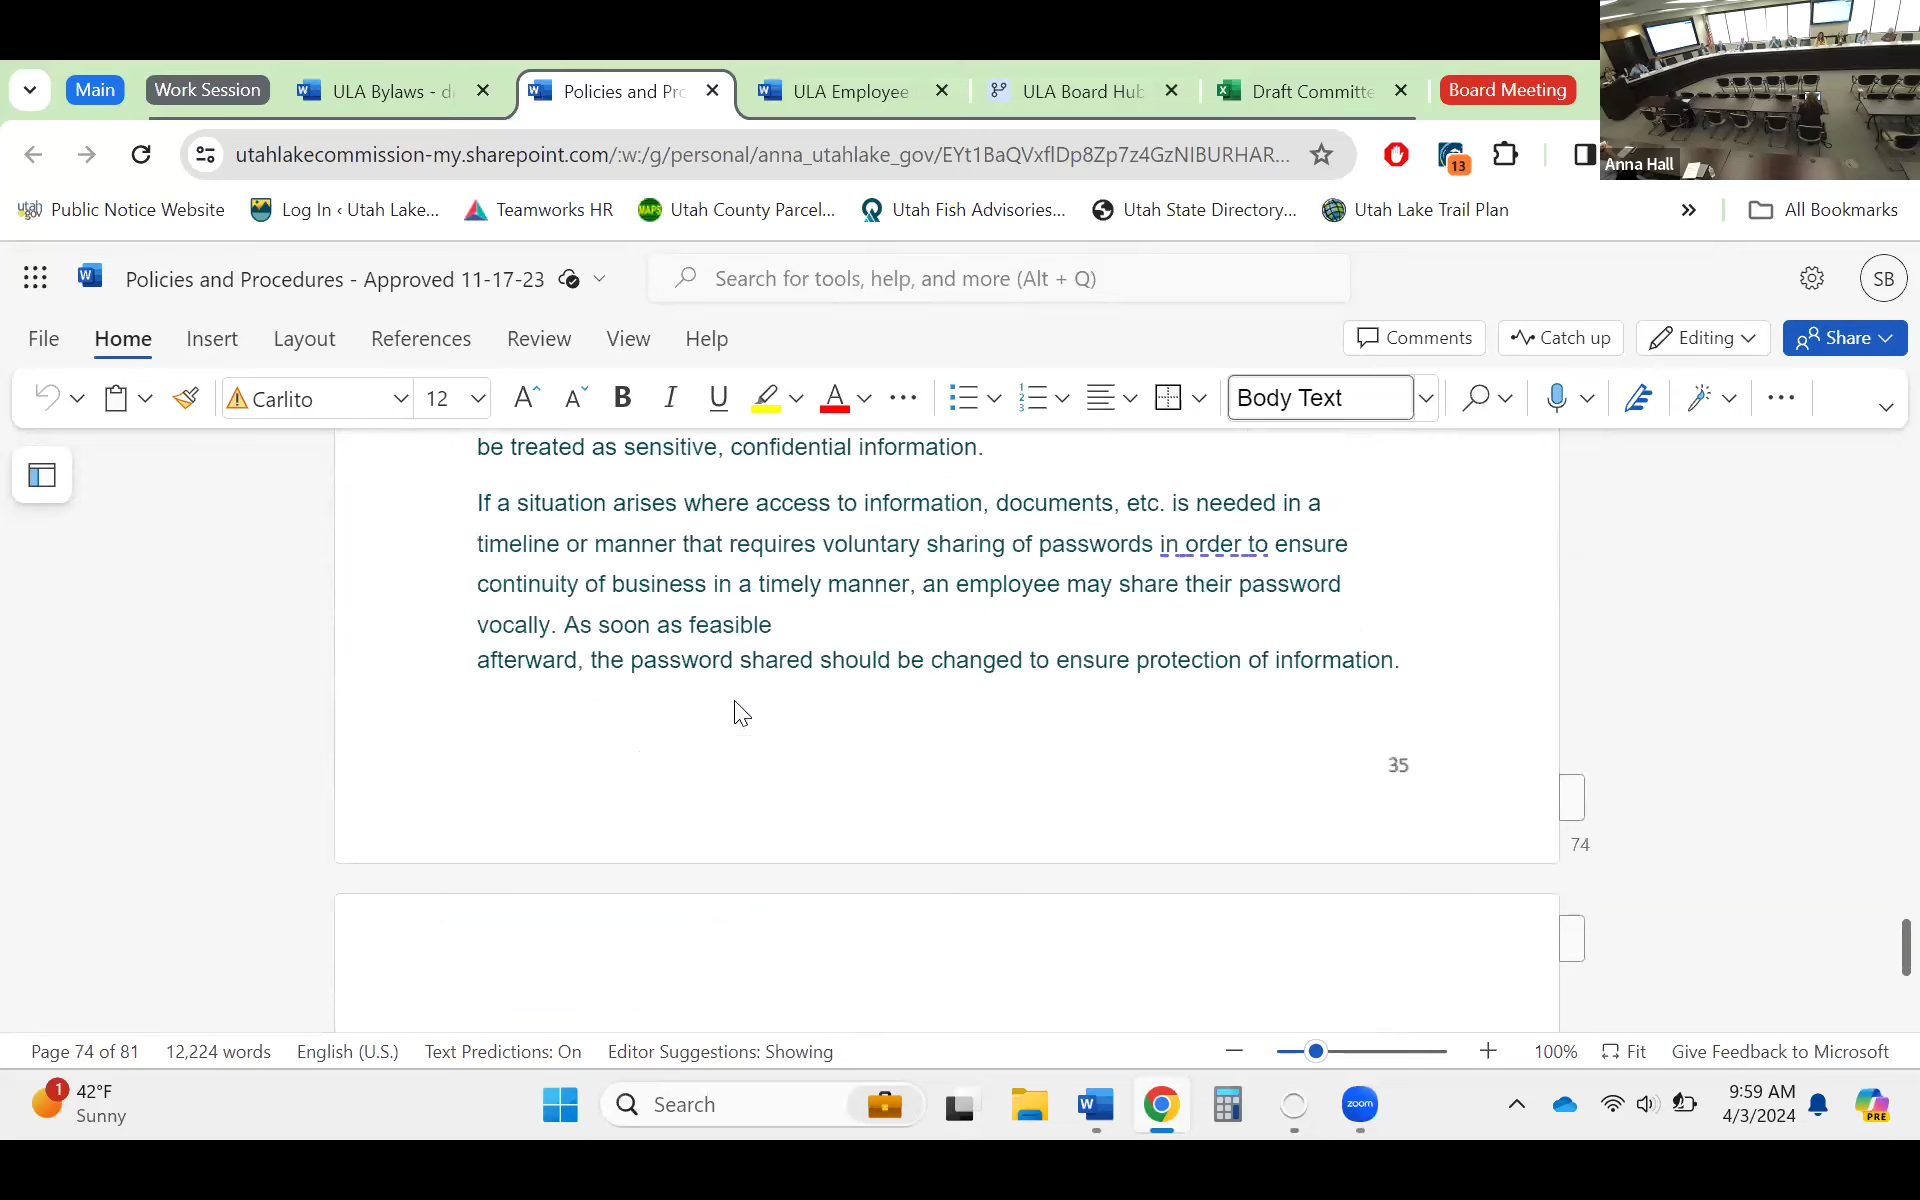 Main
Work Session
ULA Bylaws - d
Policies and Pro
ULA Employee
ULA Board Hub
Draft Committe
Board Meeting
utahlakecommission-my.sharepoint.com/:w:/g/personal/anna_utahlake_gov/EYt1BaQVxflDp8Zp7z4GzNIBURHAR...
13
Anna Hall
utah gov
Public Notice Website
Log In ‹ Utah Lake...
Teamworks HR
MAPS
Utah County Parcel...
Utah Fish Advisories...
Utah State Directory...
Utah Lake Trail Plan
All Bookmarks
Policies and Procedures - Approved 11-17-23
Search for tools, help, and more (Alt + Q)
SB
File
Home
Insert
Layout
References
Review
View
Help
Comments
Catch up
Editing
Share
Carlito
12
Body Text
be treated as sensitive, confidential information.
If a situation arises where access to information, documents, etc. is needed in a
timeline or manner that requires voluntary sharing of passwords in order to ensure
continuity of business in a timely manner, an employee may share their password
vocally. As soon as feasible
afterward, the password shared should be changed to ensure protection of information.
35
74
Page 74 of 81
12,224 words
English (U.S.)
Text Predictions: On
Editor Suggestions: Showing
100%
Fit
Give Feedback to Microsoft
1
42°F
Sunny
Search
zoom
9:59 AM
4/3/2024
PRE